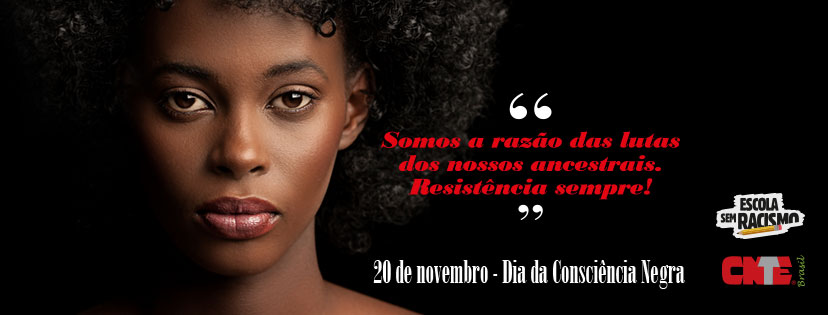 “
Somos a razão das lutas
dos nossos ancestrais.
Resistência sempre!
”
20 de novembro - Dia da Consciência Negra
ESCOLA
SEM RACISMO
CNTE ® Brasil